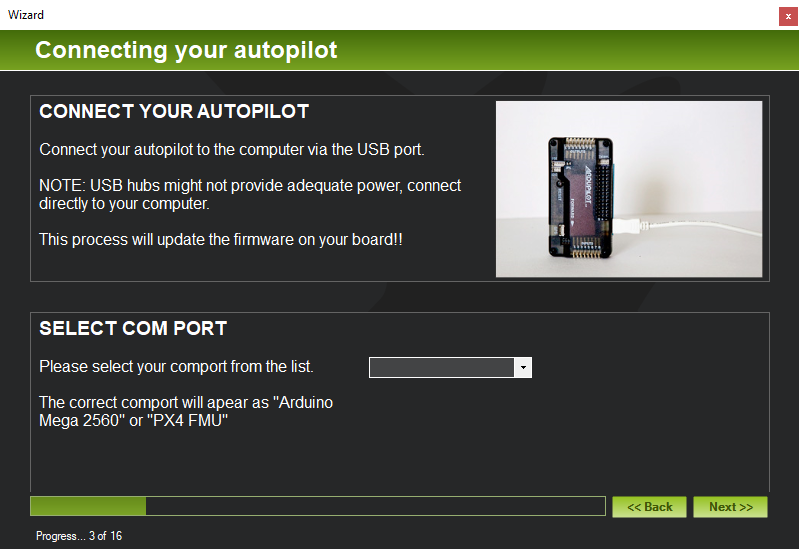 Wizard
x
Connecting your autopilot
CONNECT YOUR AUTOPILOT
Connect your autopilot to the computer via the USB port.
NOTE: USB hubs might not provide adequate power, connect
directly to your computer.
This process will update the firmware on your board!!
ARDUPILOT
SELECT COM PORT
Please select your comport from the list.
The correct comport will apear as "Arduino
Mega 2560" or "PX4 FMU"
<< Back
Next >>
Progress... 3 of 16